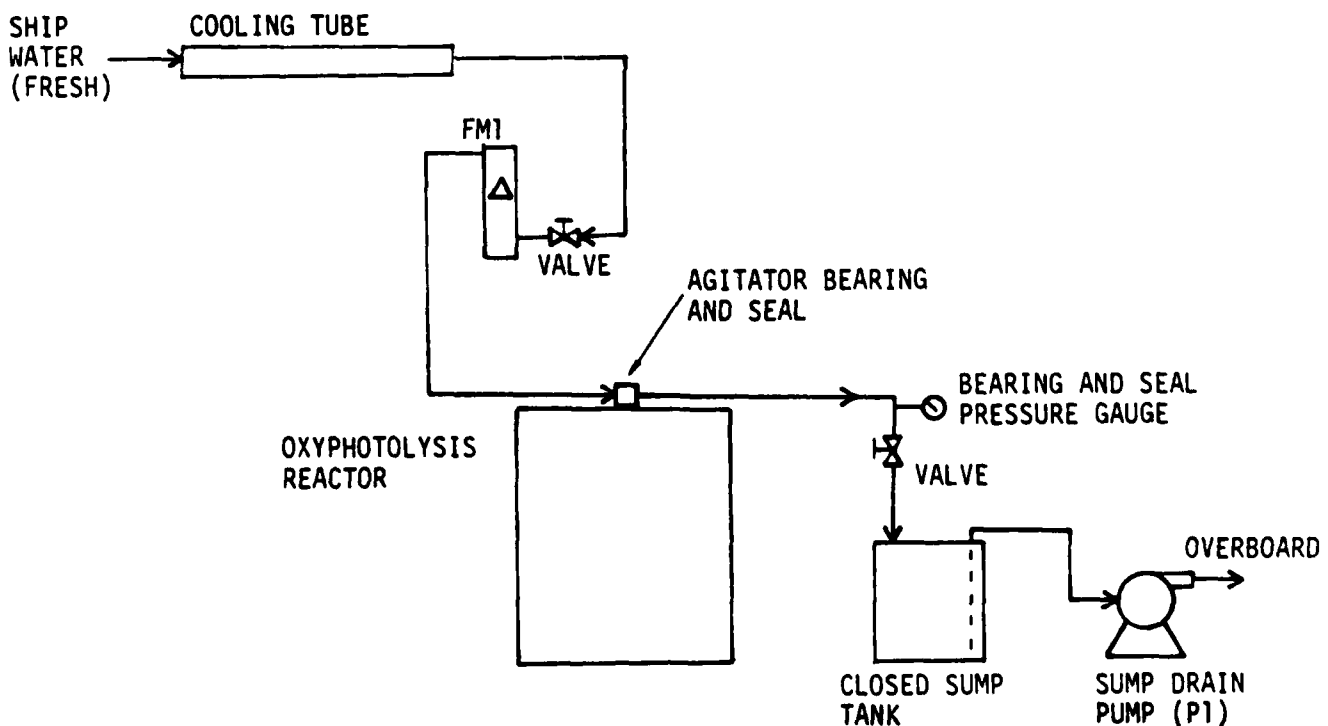 SHIP
WATER
(FRESH)
COOLING TUBE
FM1
VALVE
AGITATOR BEARING
AND SEAL
BEARING AND SEAL
PRESSURE GAUGE
OXYPHOTOLYSIS
REACTOR
VALVE
OVERBOARD
CLOSED SUMP
TANK
SUMP DRAIN
PUMP (P1)